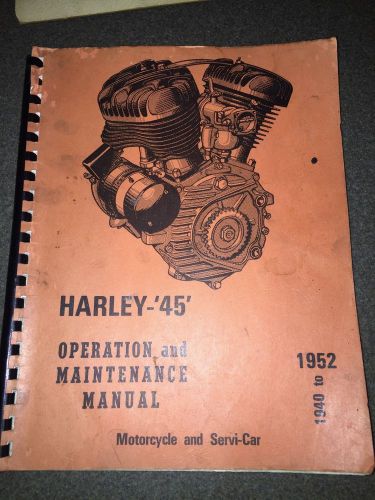 HARLEY-'45'
OPERATION and
MAINTENANCE
MANUAL
1952
1940 to
Motorcycle and Servi-Car